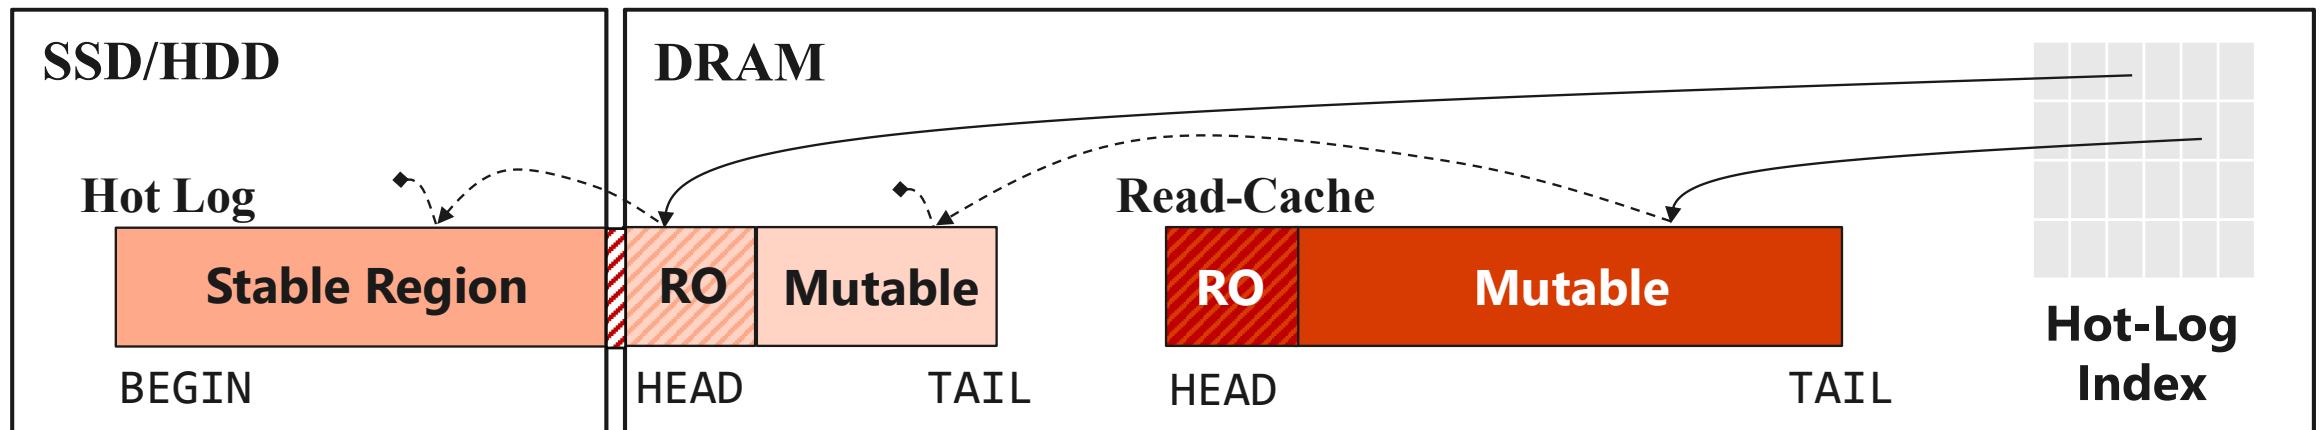 SSD/HDD
DRAM
Hot Log
Read-Cache
Stable Region
RO
Mutable
RO
Mutable
Hot-Log
Index
BEGIN
HEAD
TAIL
HEAD
TAIL